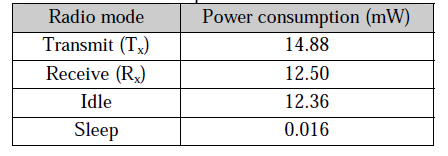 Radio mode Power consumption (mW)
Transmit (Tx) 14.88
Receive (Rx) 12.50
Idle 12.36
Sleep 0.016